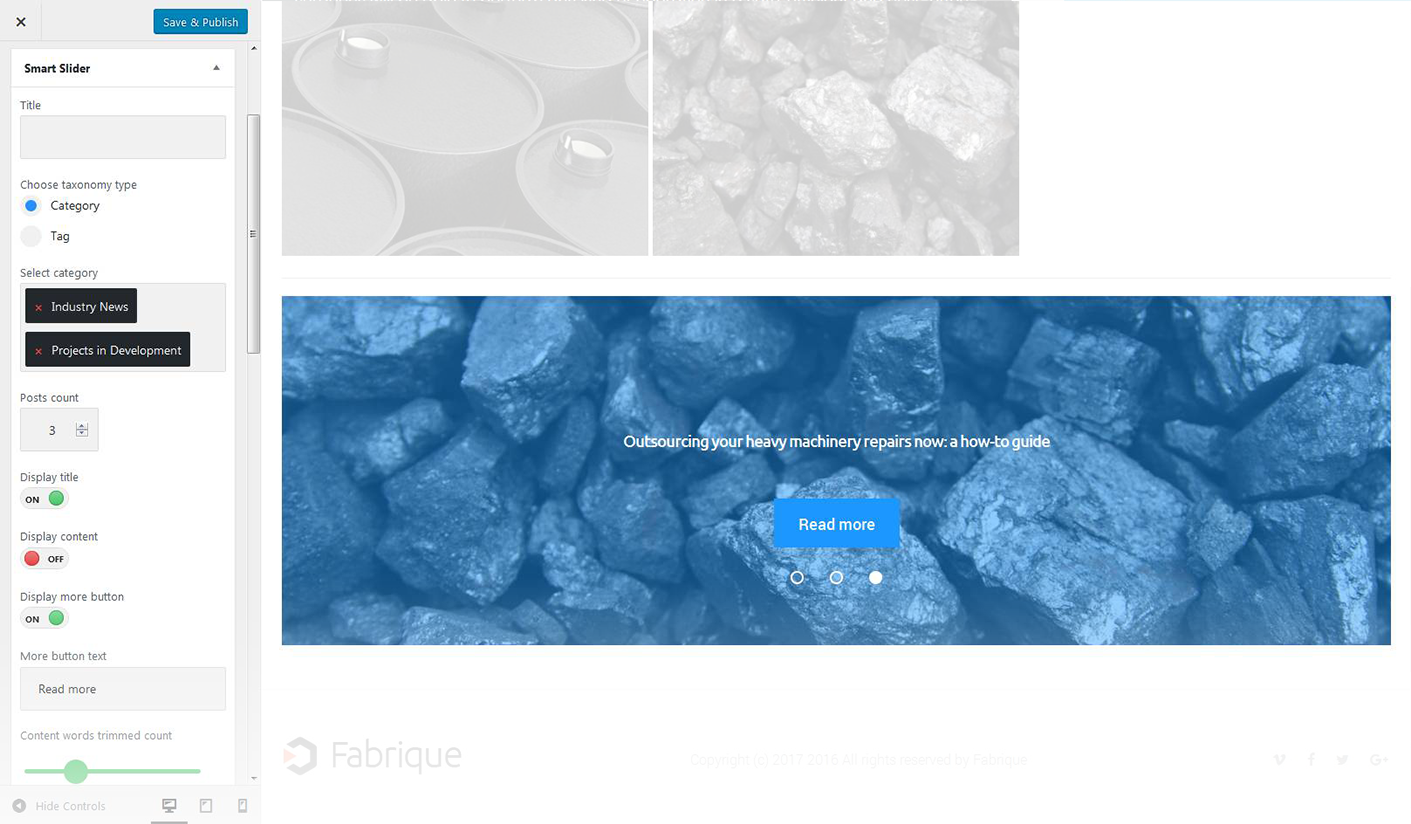 Save & Publish
Smart Slider
Title
Choose taxonomy type
Category
Tag
Select category
× Industry News
× Projects in Development
Posts count
3
Display title
ON
Display content
OFF
Display more button
ON
More button text
Read more
Content words trimmed count
Hide Controls
Outsourcing your heavy machinery repairs now: a how-to guide
Read more
Fabrique
Copyright (c) 2017 2016 All rights reserved by Fabrique